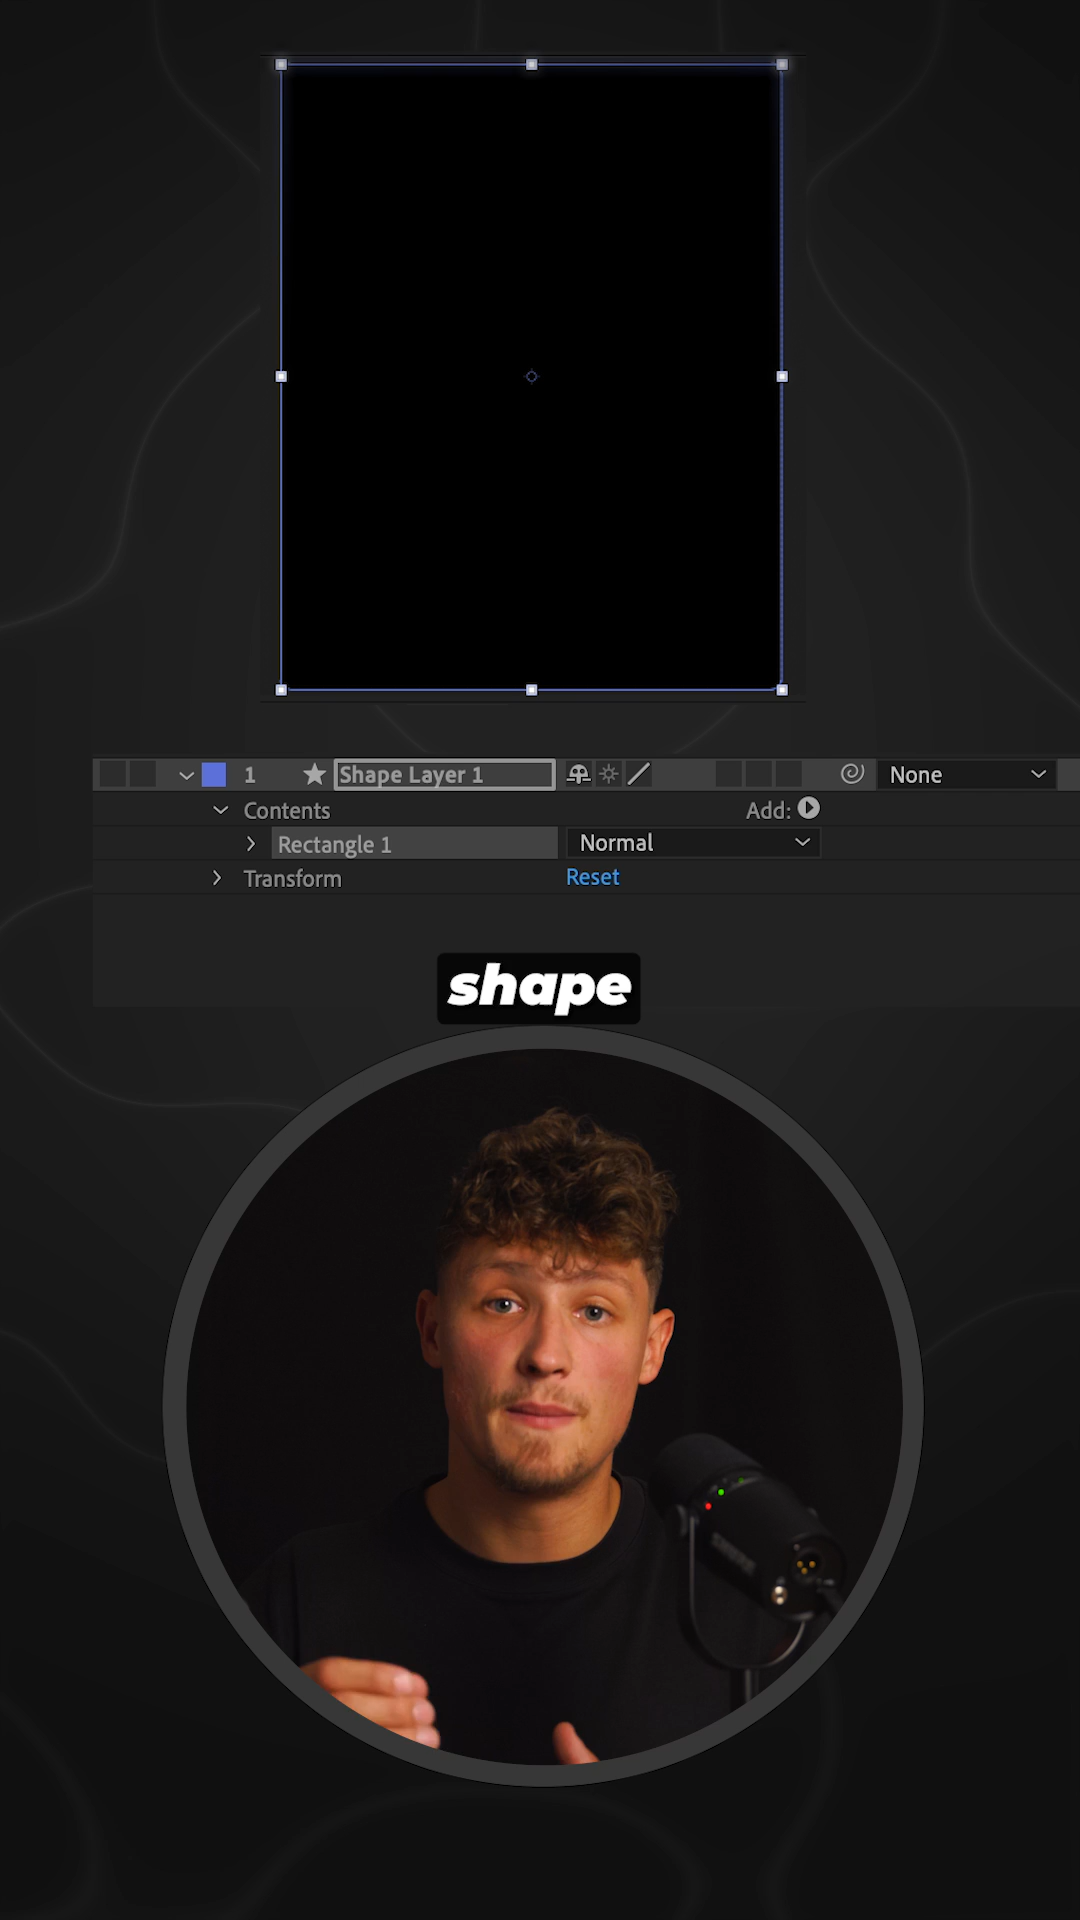 1 Shape Layer 1 None
Contents Add:
Rectangle 1 Normal
Transform Reset
shape